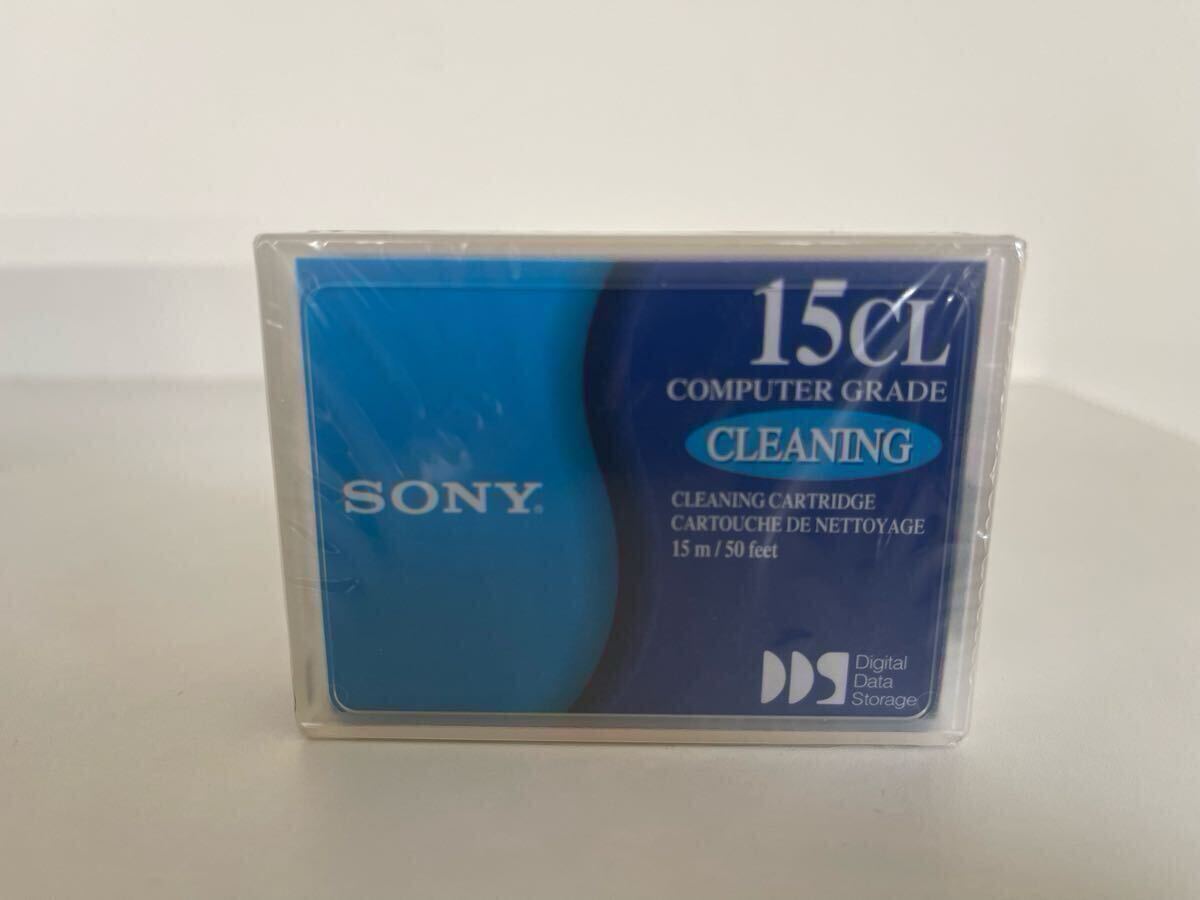 15CL
COMPUTER GRADE
CLEANING
SONY®
CLEANING CARTRIDGE
CARTOUCHE DE NETTOYAGE
15 m / 50 feet
DDS
Digital
Data
Storage